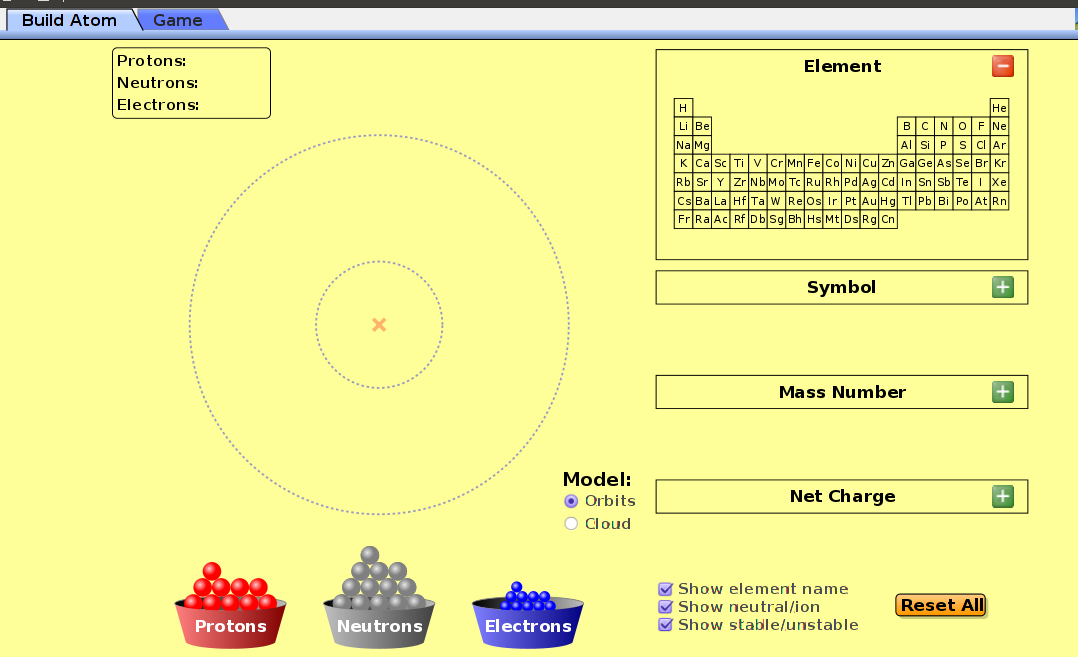 Build Atom
Game
Protons:
Neutrons:
Electrons:
Element
H He
Li Be B C N O F Ne
Na Mg Al Si P S Cl Ar
K Ca Sc Ti V Cr Mn Fe Co Ni Cu Zn Ga Ge As Se Br Kr
Rb Sr Y Zr Nb Mo Tc Ru Rh Pd Ag Cd In Sn Sb Te I Xe
Cs Ba La Hf Ta W Re Os Ir Pt Au Hg Tl Pb Bi Po At Rn
Fr Ra Ac Rf Db Sg Bh Hs Mt Ds Rg Cn
Symbol
Mass Number
Model:
Orbits
Cloud
Net Charge
Protons
Neutrons
Electrons
Show element name
Show neutral/ion
Show stable/unstable
Reset All